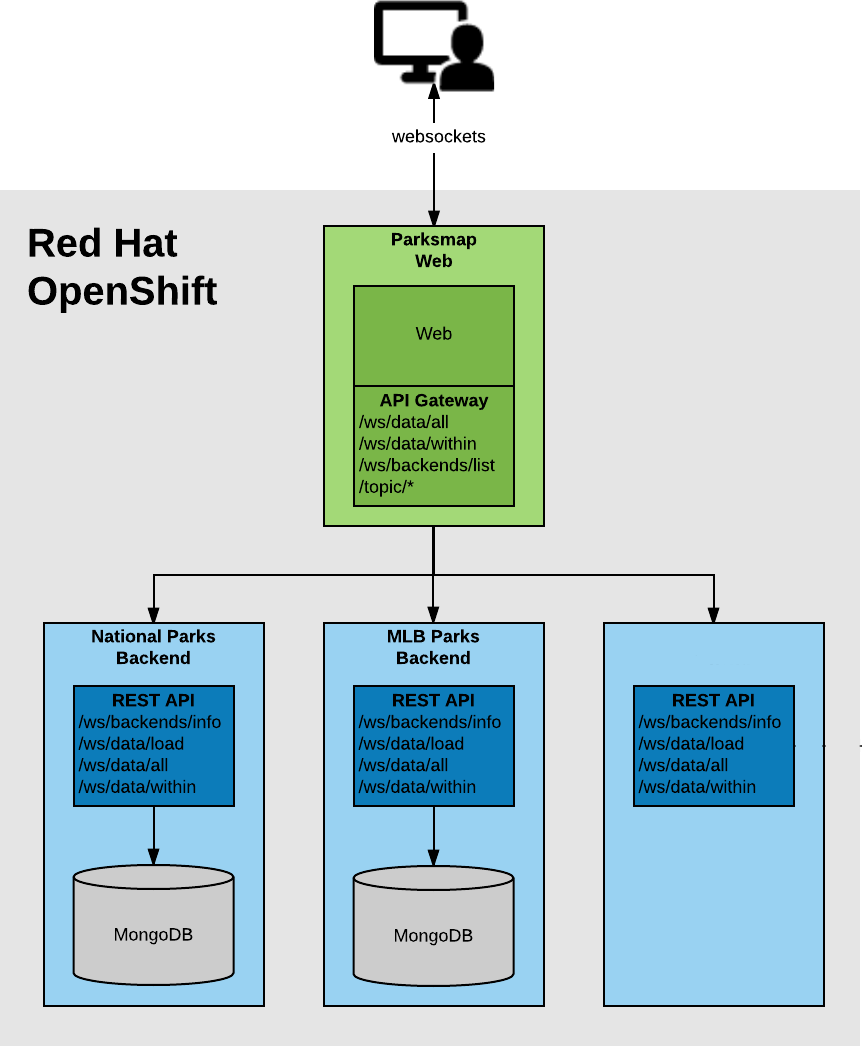 websockets
Red Hat
OpenShift
Parksmap
Web
Web
API Gateway
/ws/data/all
/ws/data/within
/ws/backends/list
/topic/*
National Parks
Backend
REST API
/ws/backends/info
/ws/data/load
/ws/data/all
/ws/data/within
MongoDB
MLB Parks
Backend
REST API
/ws/backends/info
/ws/data/load
/ws/data/all
/ws/data/within
MongoDB
REST API
/ws/backends/info
/ws/data/load
/ws/data/all
/ws/data/within